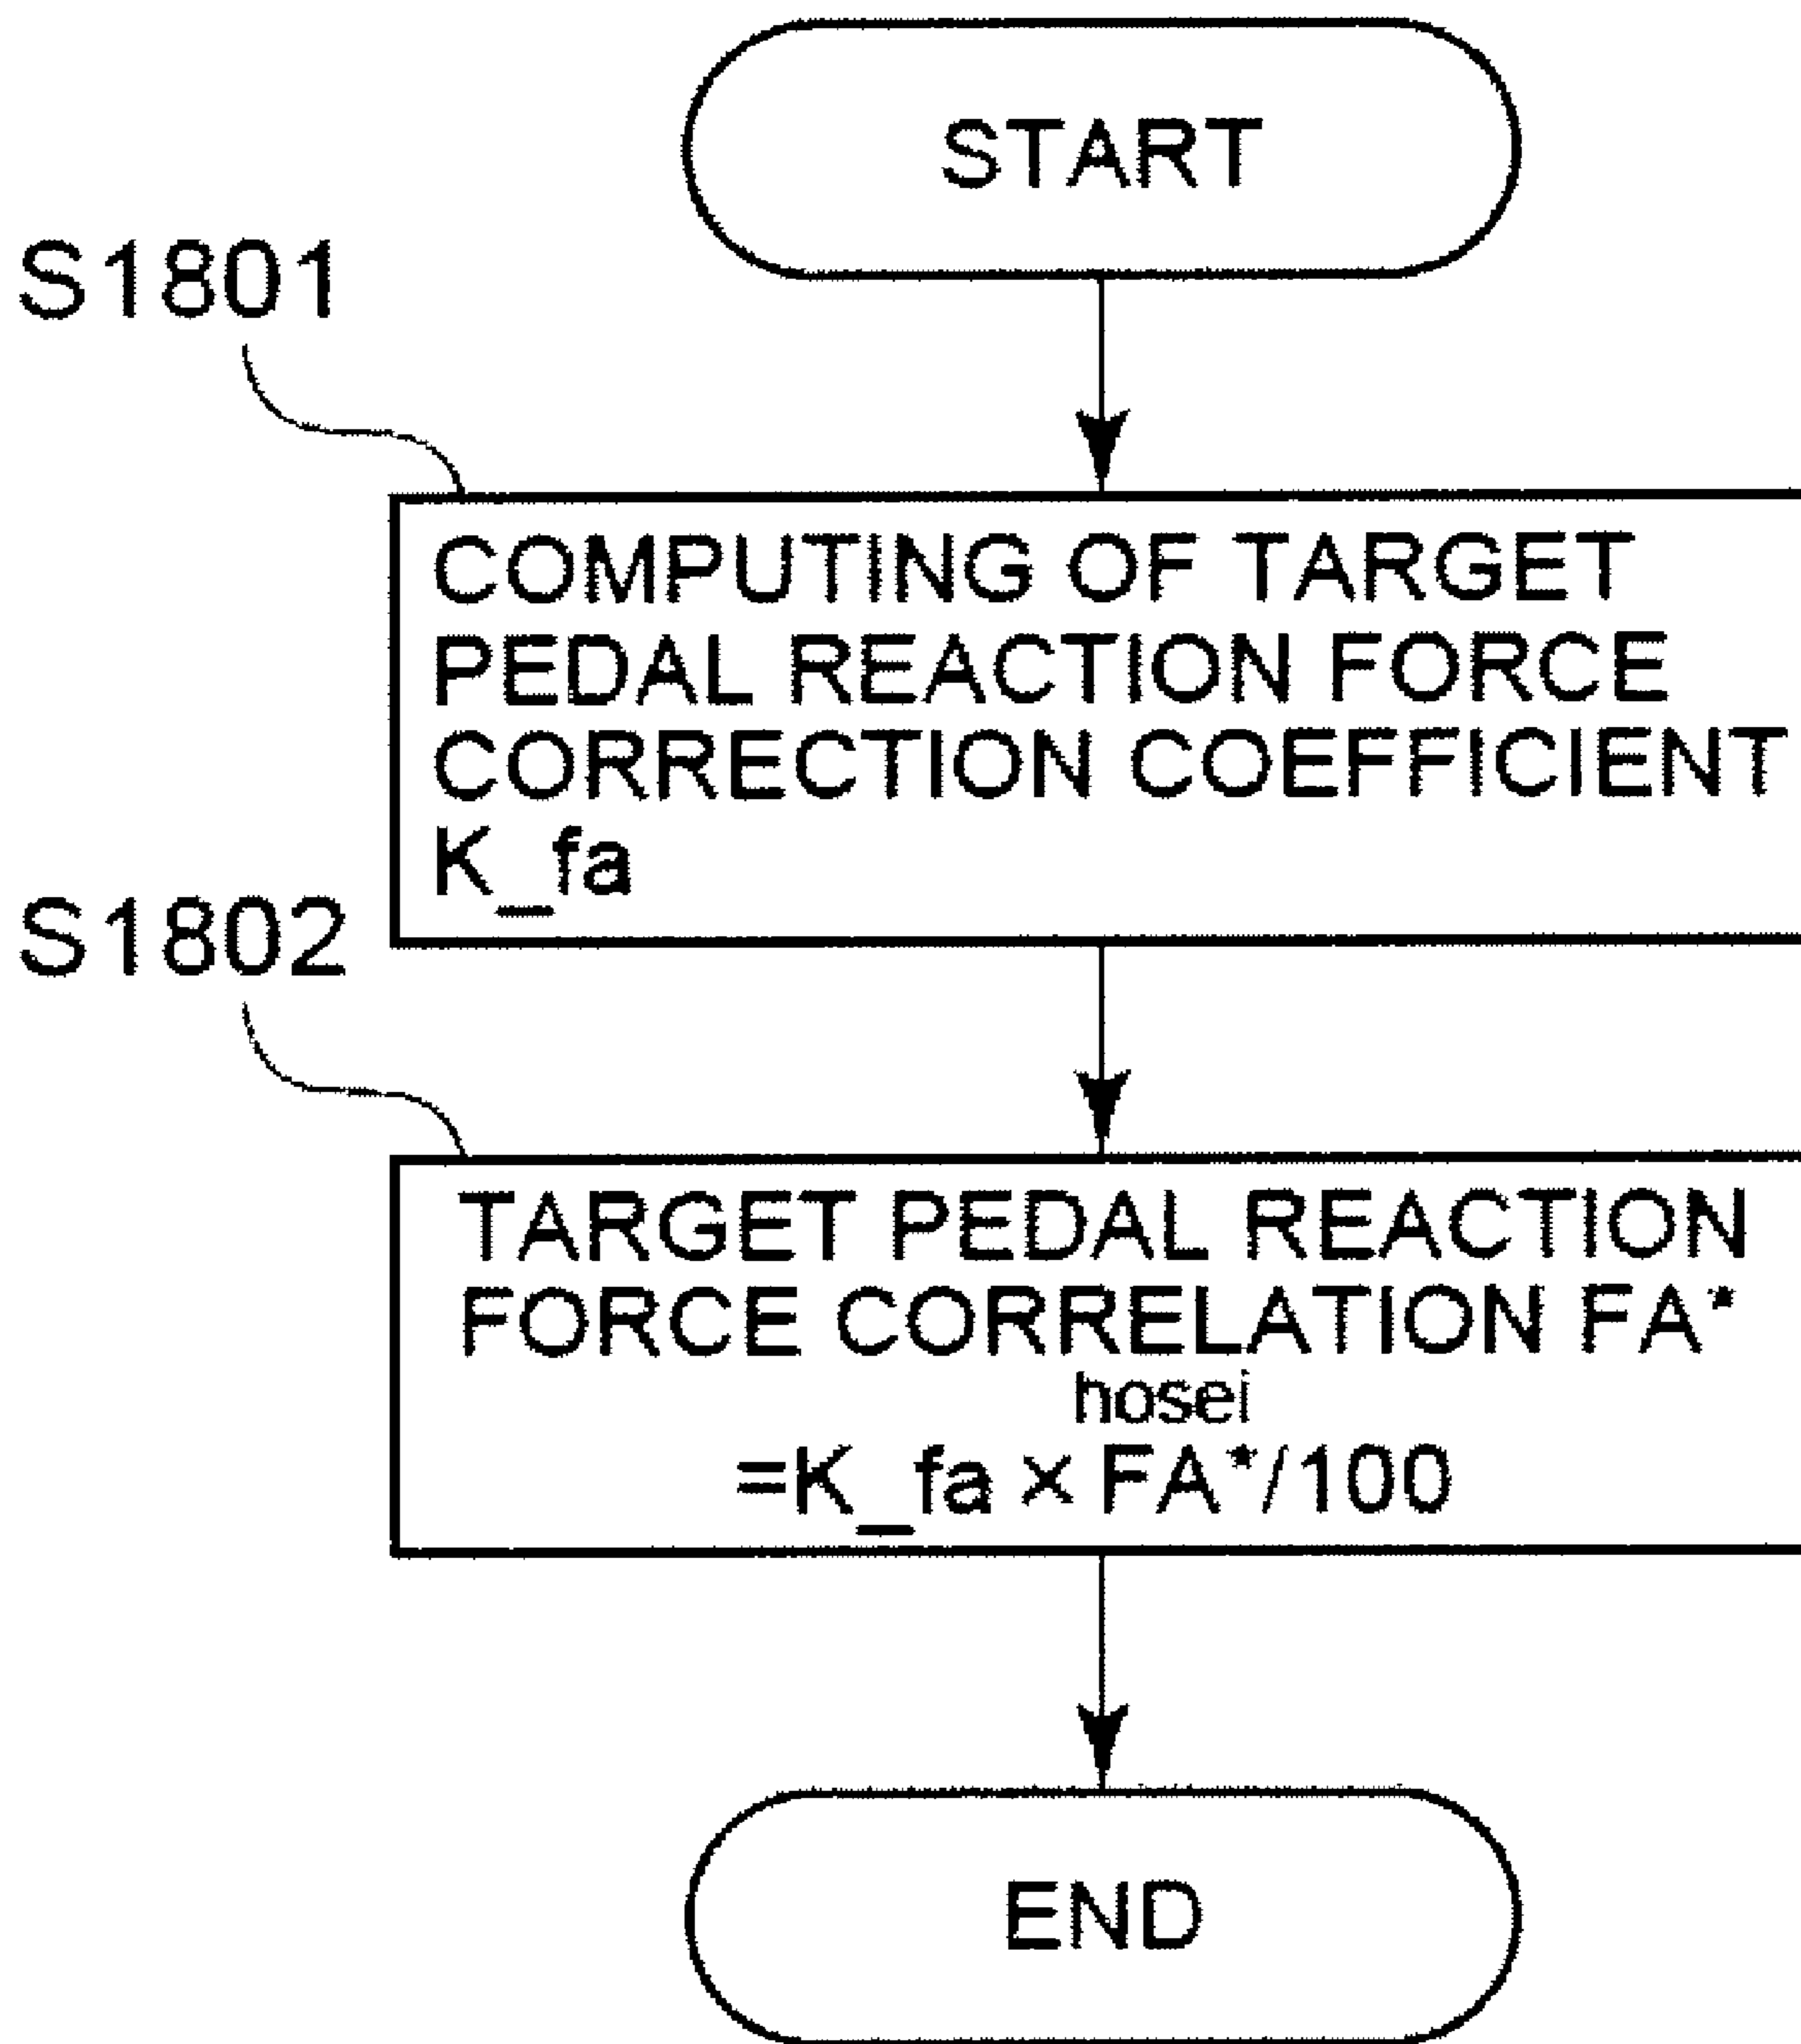 START
S1801
COMPUTING OF TARGET
PEDAL REACTION FORCE
CORRECTION COEFFICIENT
K_fa
S1802
TARGET PEDAL REACTION
FORCE CORRELATION FA*
hosei
=K_fa × FA*/100
END